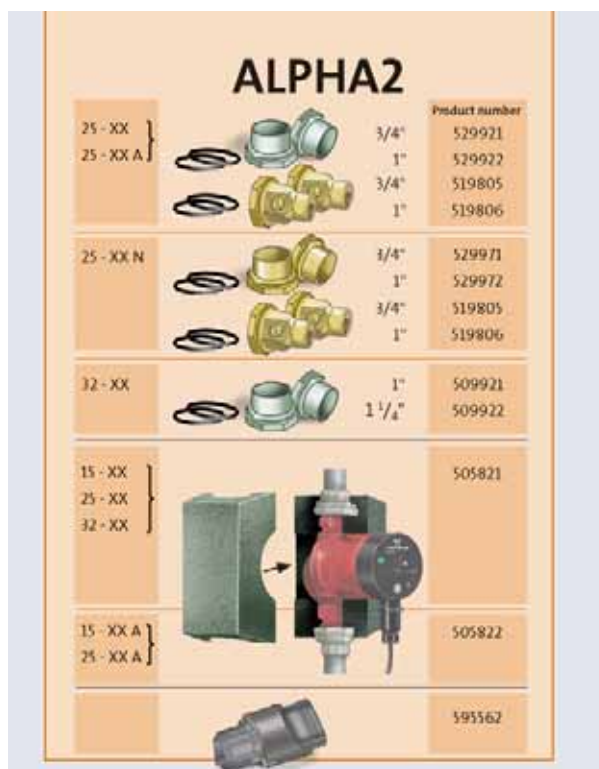 ALPHA2
Product number
25 - XX
25 - XX A
3/4" 529921
1" 529922
3/4" 519805
1" 519806
25 - XX N
3/4" 529971
1" 529972
3/4" 519805
1" 519806
32 - XX
1" 509921
1 1/4" 509922
15 - XX
25 - XX
32 - XX
505821
15 - XX A
25 - XX A
505822
595562